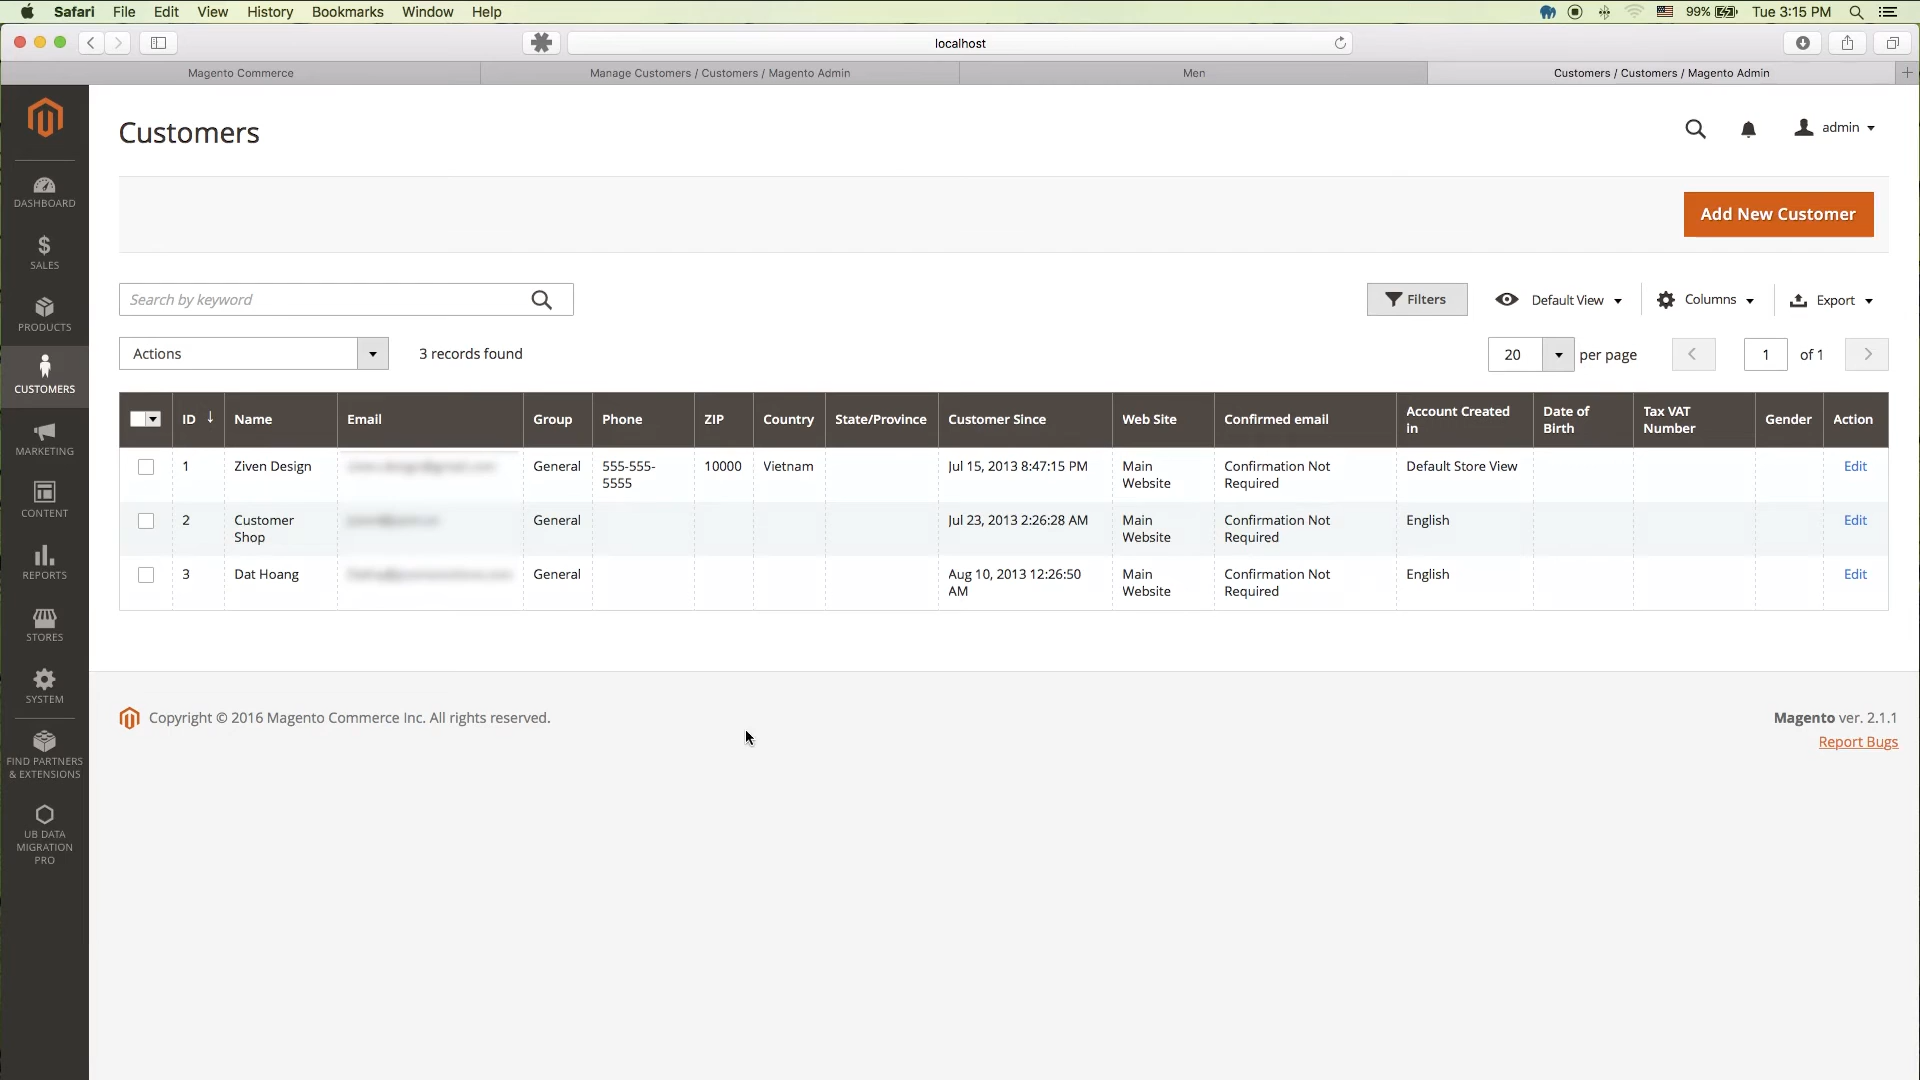 Safari File Edit View History Bookmarks Window Help 99% Tue 3:15 PM
localhost
Magento Commerce Manage Customers / Customers / Magento Admin Men Customers / Customers / Magento Admin
Customers
admin
Add New Customer
Search by keyword
Filters Default View Columns Export
Actions 3 records found 20 per page 1 of 1
ID ↓ Name Email Group Phone ZIP Country State/Province Customer Since Web Site Confirmed email Account Created in Date of Birth Tax VAT Number Gender Action
1 Ziven Design General 555-555-5555 10000 Vietnam Jul 15, 2013 8:47:15 PM Main Website Confirmation Not Required Default Store View Edit
2 Customer Shop General Jul 23, 2013 2:26:28 AM Main Website Confirmation Not Required English Edit
3 Dat Hoang General Aug 10, 2013 12:26:50 AM Main Website Confirmation Not Required English Edit
Copyright © 2016 Magento Commerce Inc. All rights reserved.
Magento ver. 2.1.1
Report Bugs
DASHBOARD
$
SALES
PRODUCTS
CUSTOMERS
MARKETING
CONTENT
REPORTS
STORES
SYSTEM
FIND PARTNERS
& EXTENSIONS
UB DATA
MIGRATION
PRO